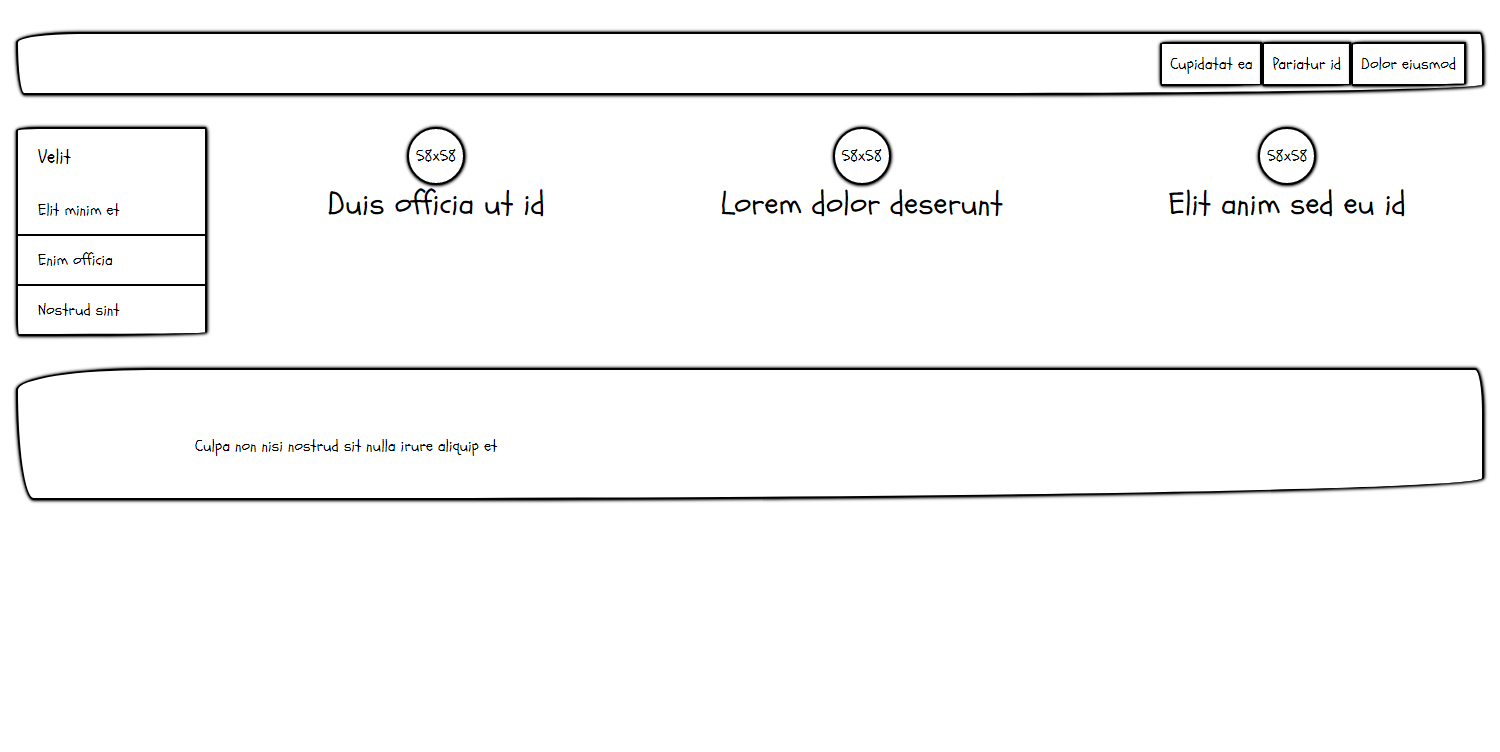 Cupidatat ea Pariatur id Dolor eiusmod
Velit
Elit minim et
Enim officia
Nostrud sint
58x58
Duis officia ut id
58x58
Lorem dolor deserunt
58x58
Elit anim sed eu id
Culpa non nisi nostrud sit nulla irure aliquip et